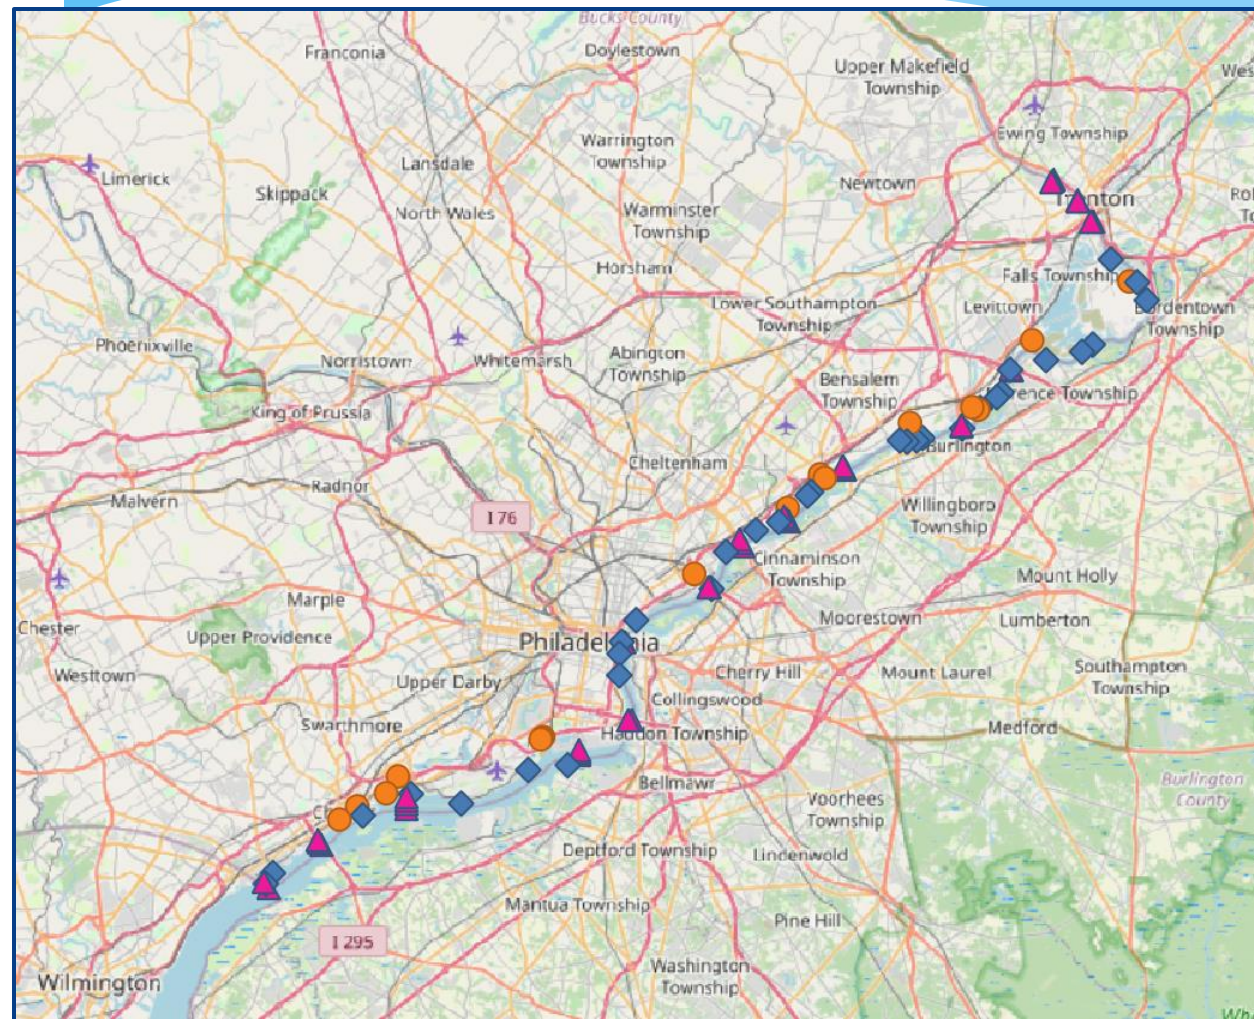 Bucks County
Franconia
Doylestown
Upper Makefield
Township
Ewing Township
Warrington
Township
Limerick
Lansdale
Skippack
Newtown
North Wales
Warminster
Township
Horsham
Falls Township
Lower Southampton
Township
Levittown
Township
Phoenixville
Norristown
Whitemarsh
Abington
Township
Bensalem
Township
King of Prussia
Burlington
Cheltenham
Malvern
Radnor
I 76
Willingboro
Township
Cinnaminson
Township
Mount Holly
Marple
Chester
Upper Providence
Moorestown
Lumberton
Westtown
Upper Darby
Cherry Hill
Mount Laurel
Southampton
Township
Collingswood
Swarthmore
Haddon Township
Medford
Bellmawr
Burlington
County
Voorhees
Township
Deptford Township
Lindenwold
Mantua Township
Pine Hill
I 295
Washington
Township
Wilmington